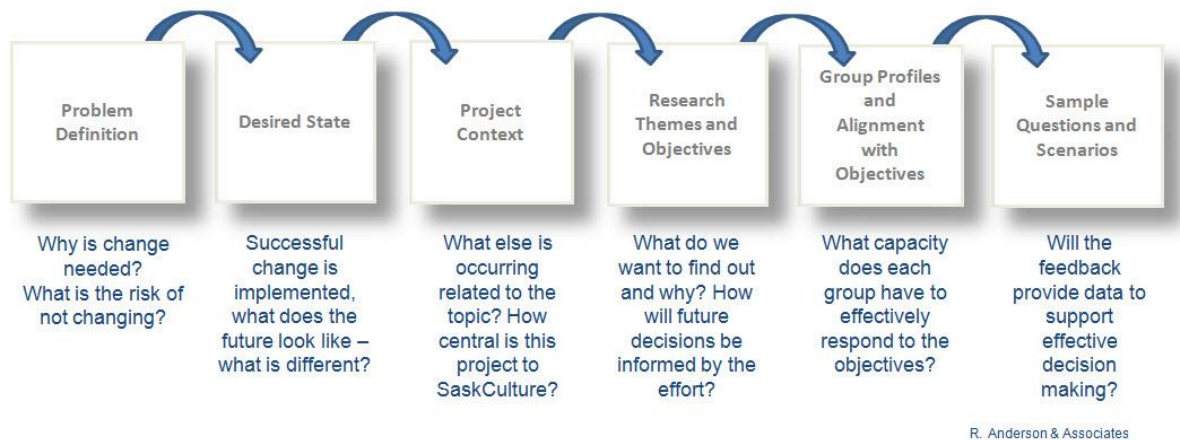 Problem
Definition
Desired State
Project
Context
Research
Themes and
Objectives
Group Profiles
and
Alignment
with
Objectives
Sample
Questions and
Scenarios
Why is change
needed?
What is the risk of
not changing?
Successful
change is
implemented,
what does the
future look like –
what is different?
What else is
occurring
related to the
topic? How
central is this
project to
SaskCulture?
What do we
want to find out
and why? How
will future
decisions be
informed by the
effort?
What capacity
does each
group have to
effectively
respond to the
objectives?
Will the
feedback
provide data to
support
effective
decision
making?
R. Anderson & Associates